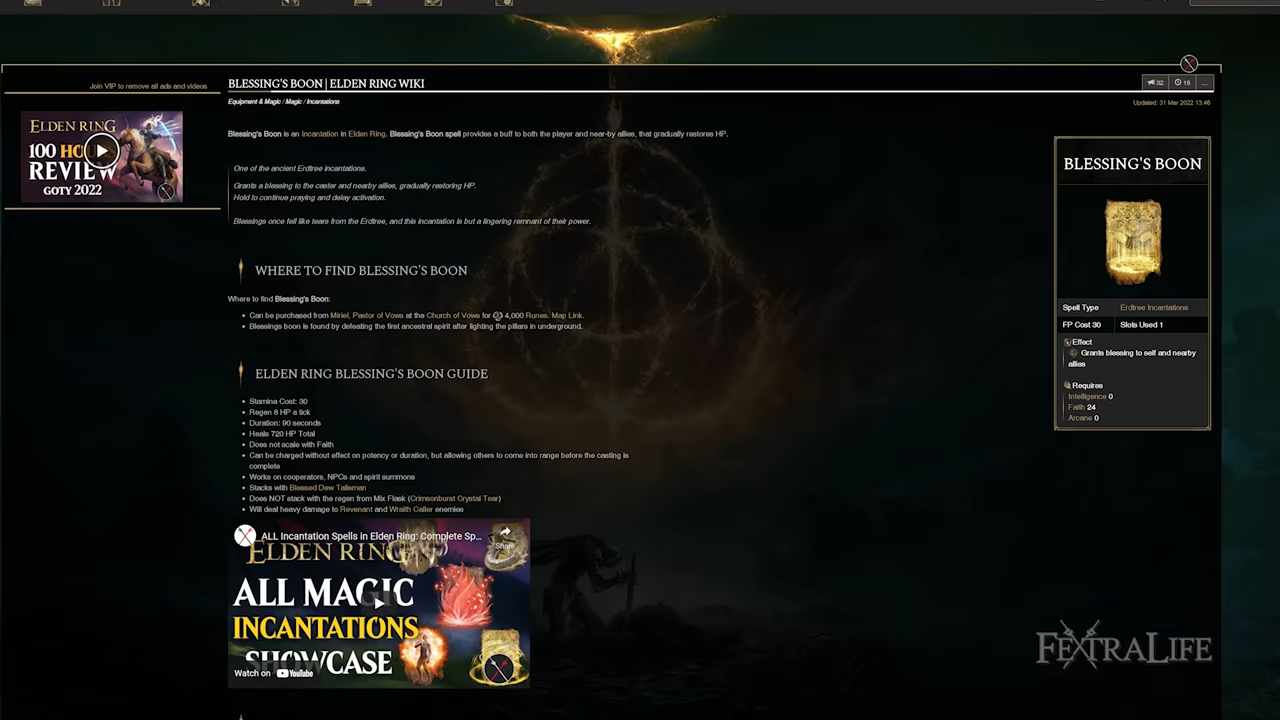 Join VIP to remove all ads and videos
ELDEN RING
100 HOUR
REVIEW
GOTY 2022
BLESSING'S BOON | ELDEN RING WIKI
32
18
...
Equipment & Magic / Magic / Incantations
Updated: 31 Mar 2022 13:46
Blessing's Boon is an Incantation in Elden Ring. Blessing's Boon spell provides a buff to both the player and near-by allies, that gradually restores HP.
One of the ancient Erdtree incantations.
Grants a blessing to the caster and nearby allies, gradually restoring HP.
Hold to continue praying and delay activation.
Blessings once fell like tears from the Erdtree, and this incantation is but a lingering remnant of their power.
WHERE TO FIND BLESSING'S BOON
Where to find Blessing's Boon:
Can be purchased from Miriel, Pastor of Vows at the Church of Vows for 4,000 Runes. Map Link.
Blessings boon is found by defeating the first ancestral spirit after lighting the pillars in underground.
ELDEN RING BLESSING'S BOON GUIDE
Stamina Cost: 30
Regen 8 HP a tick
Duration: 90 seconds
Heals 720 HP Total
Does not scale with Faith
Can be charged without effect on potency or duration, but allowing others to come into range before the casting is
complete
Works on cooperators, NPCs and spirit summons
Stacks with Blessed Dew Talisman
Does NOT stack with the regen from Mix Flask (Crimsonburst Crystal Tear)
Will deal heavy damage to Revenant and Wraith Caller enemies
ALL Incantation Spells in Elden Ring: Complete Sp...
Share
ELDEN RING
ALL MAGIC
INCANTATIONS
SHOWCASE
Watch on YouTube
BLESSING'S BOON
Spell Type Erdtree Incantations
FP Cost 30 Slots Used 1
Effect
Grants blessing to self and nearby
allies
Requires
Intelligence 0
Faith 24
Arcane 0
FEXTRALIFE